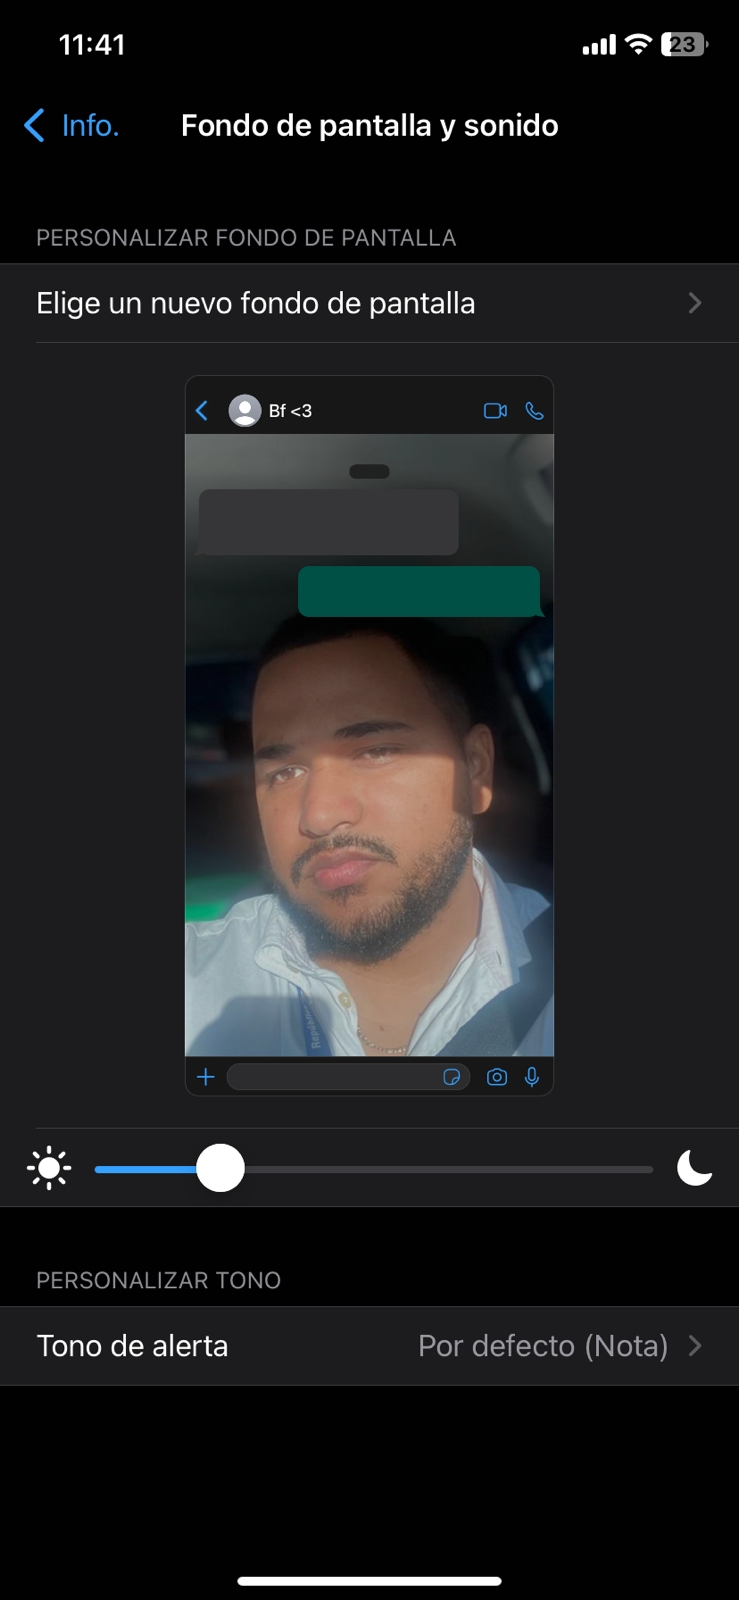 11:41
23
Info.
Fondo de pantalla y sonido
PERSONALIZAR FONDO DE PANTALLA
Elige un nuevo fondo de pantalla
Bf <3
PERSONALIZAR TONO
Tono de alerta
Por defecto (Nota)